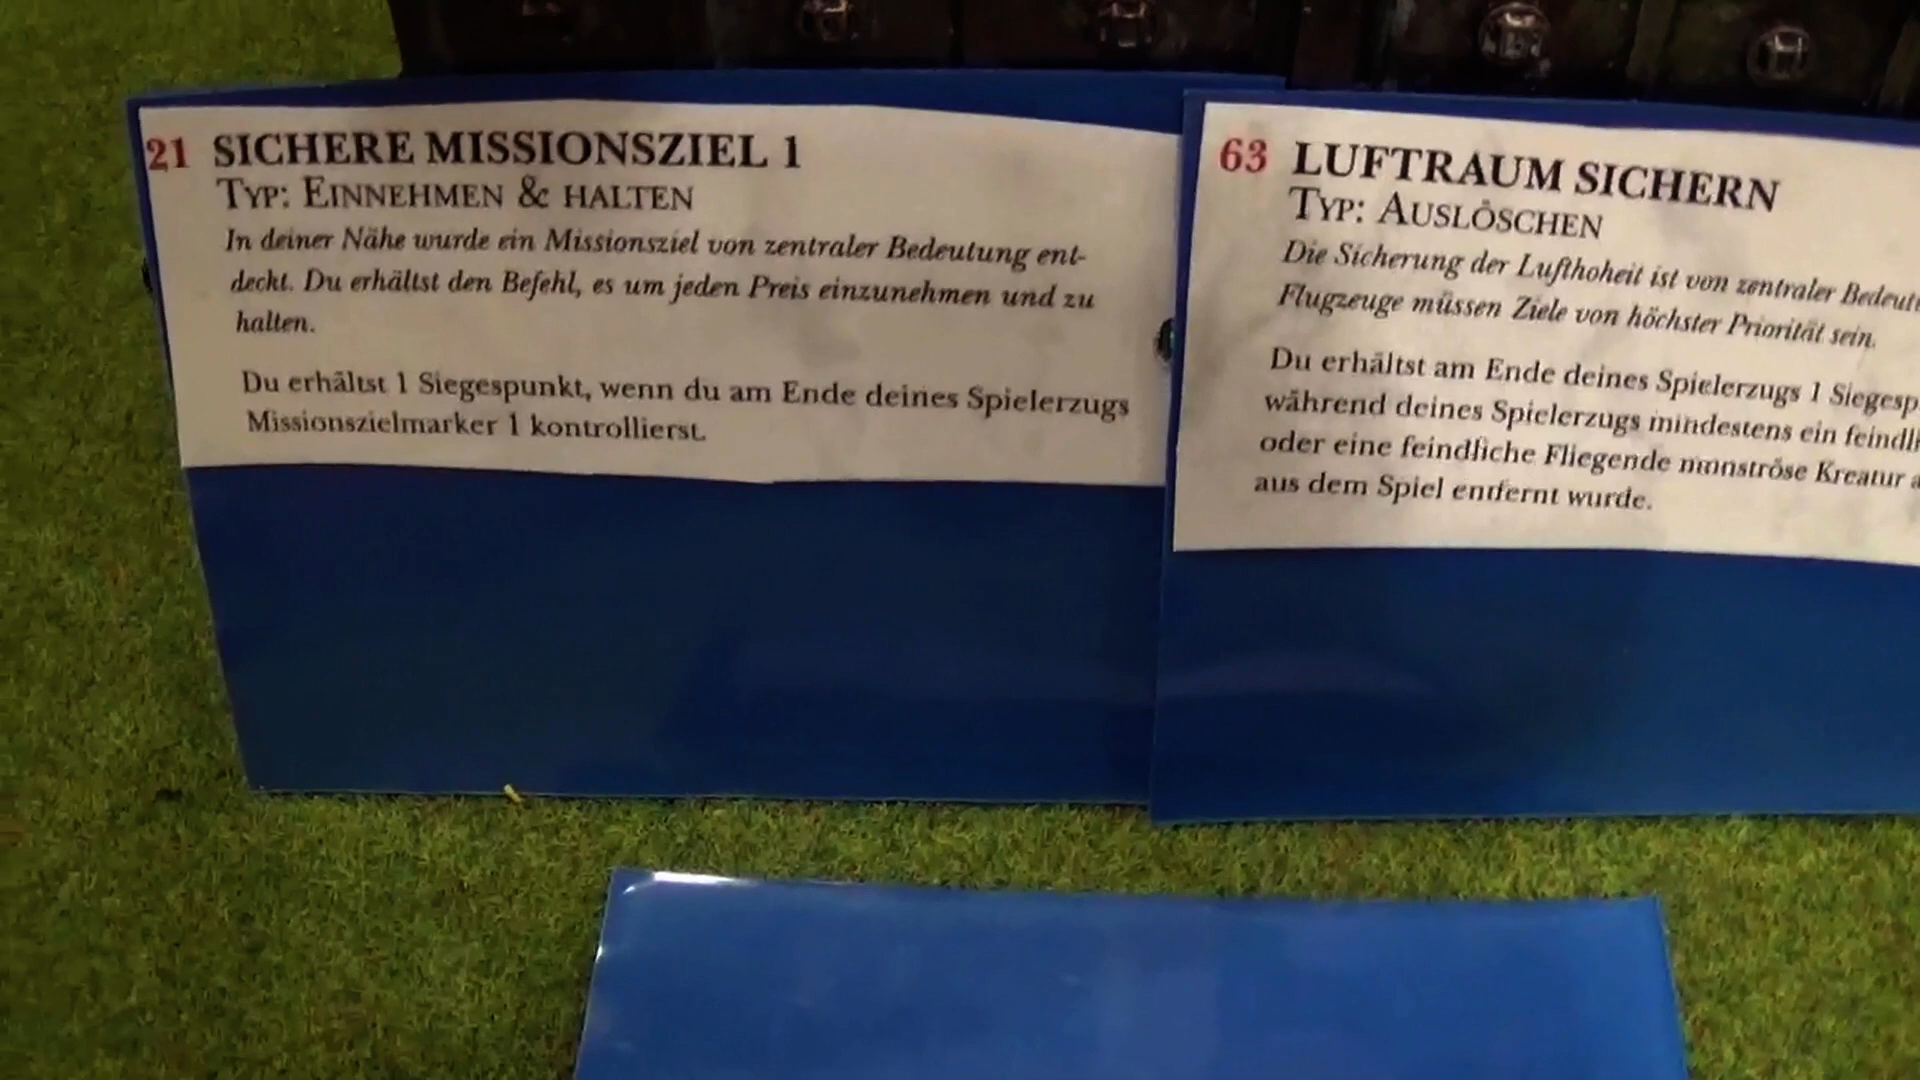 21 SICHERE MISSIONSZIEL 1
TYP: EINNEHMEN & HALTEN
In deiner Nähe wurde ein Missionsziel von zentraler Bedeutung ent-
deckt. Du erhältst den Befehl, es um jeden Preis einzunehmen und zu
halten.
Du erhältst 1 Siegespunkt, wenn du am Ende deines Spielerzugs
Missionszielmarker 1 kontrollierst.
63 LUFTRAUM SICHERN
TYP: AUSLÖSCHEN
Die Sicherung der Lufthoheit ist von zentraler
Flugzeuge müssen Ziele von höchster Priorität sein.
Du erhältst am Ende deines Spielerzugs 1
während deines Spielerzugs mindestens ein
oder eine feindliche Fliegende monströse Kreatur
aus dem Spiel entfernt wurde.